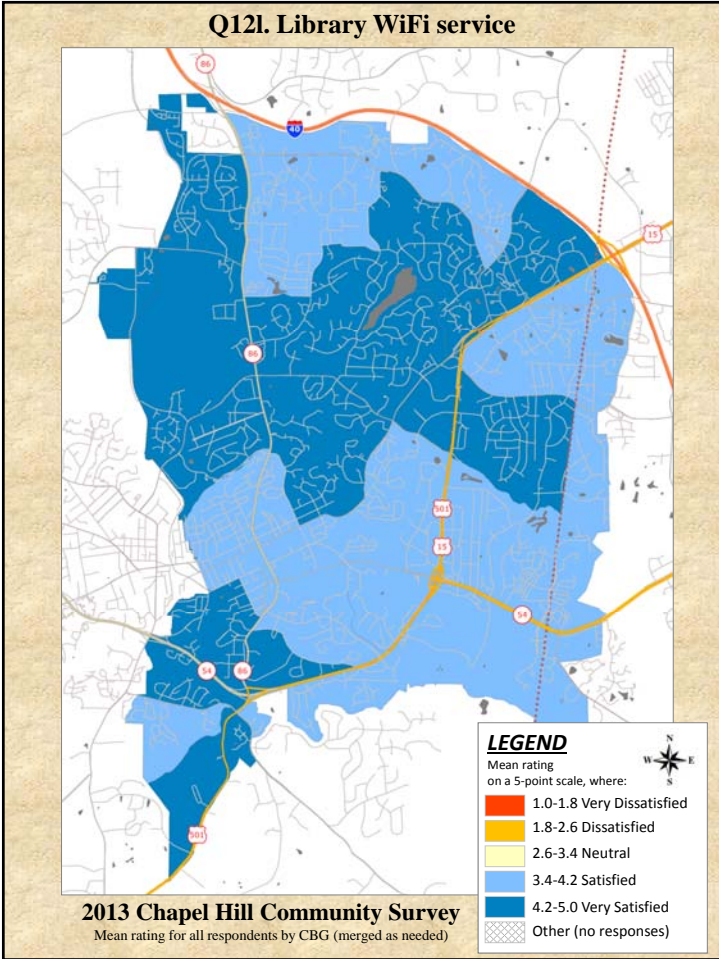 Q12l. Library WiFi service
86
40
15
86
501
15
54
54
86
501
LEGEND
N
W E
S
Mean rating
on a 5-point scale, where:
1.0-1.8 Very Dissatisfied
1.8-2.6 Dissatisfied
2.6-3.4 Neutral
3.4-4.2 Satisfied
4.2-5.0 Very Satisfied
Other (no responses)
2013 Chapel Hill Community Survey
Mean rating for all respondents by CBG (merged as needed)